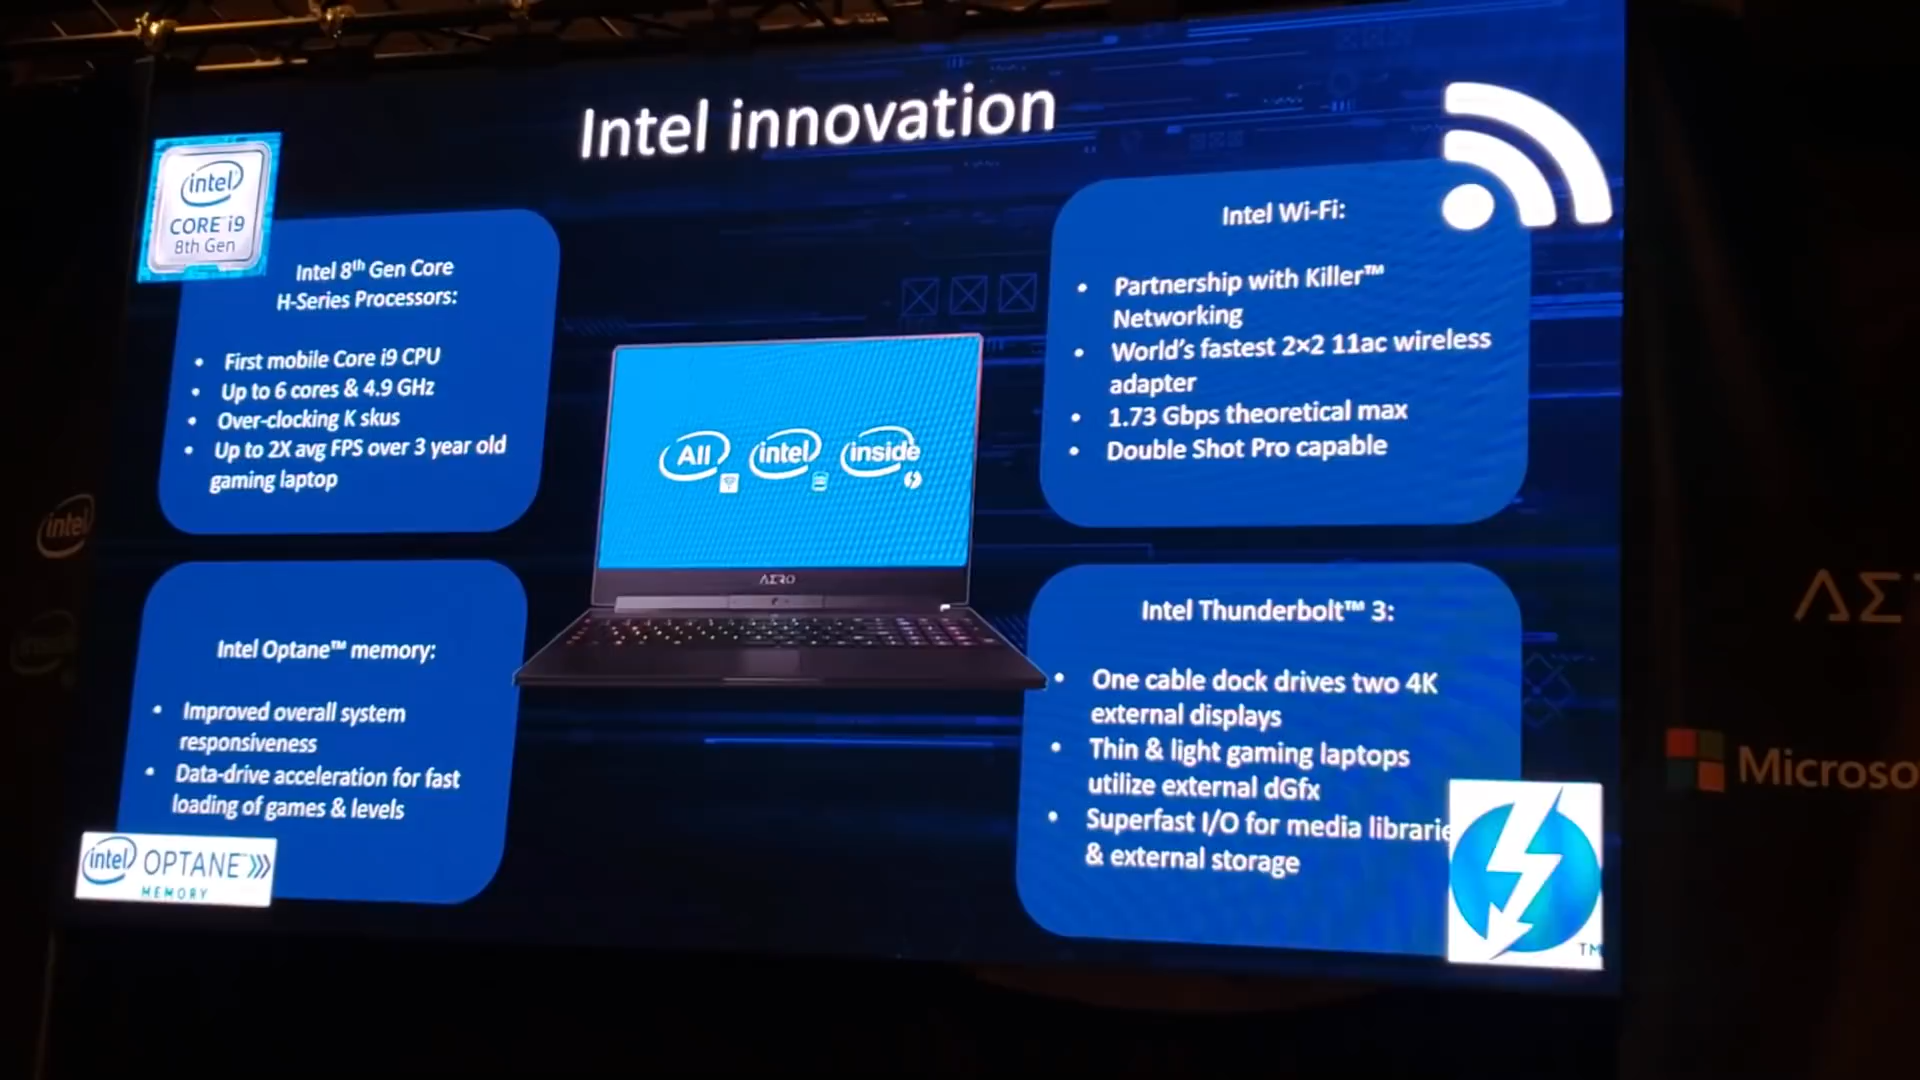 Intel innovation
intel
CORE i9
8th Gen
Intel 8th Gen Core
H-Series Processors:
• First mobile Core i9 CPU
• Up to 6 cores & 4.9 GHz
• Over-clocking K skus
• Up to 2X avg FPS over 3 year old
gaming laptop
Intel Wi-Fi:
• Partnership with Killer™
Networking
• World's fastest 2×2 11ac wireless
adapter
• 1.73 Gbps theoretical max
• Double Shot Pro capable
All intel inside
AERO
Intel Optane™ memory:
• Improved overall system
responsiveness
• Data-drive acceleration for fast
loading of games & levels
intel OPTANE™
MEMORY
Intel Thunderbolt™ 3:
• One cable dock drives two 4K
external displays
• Thin & light gaming laptops
utilize external dGfx
• Superfast I/O for media librarie
& external storage
TM
intel
AE
Microso